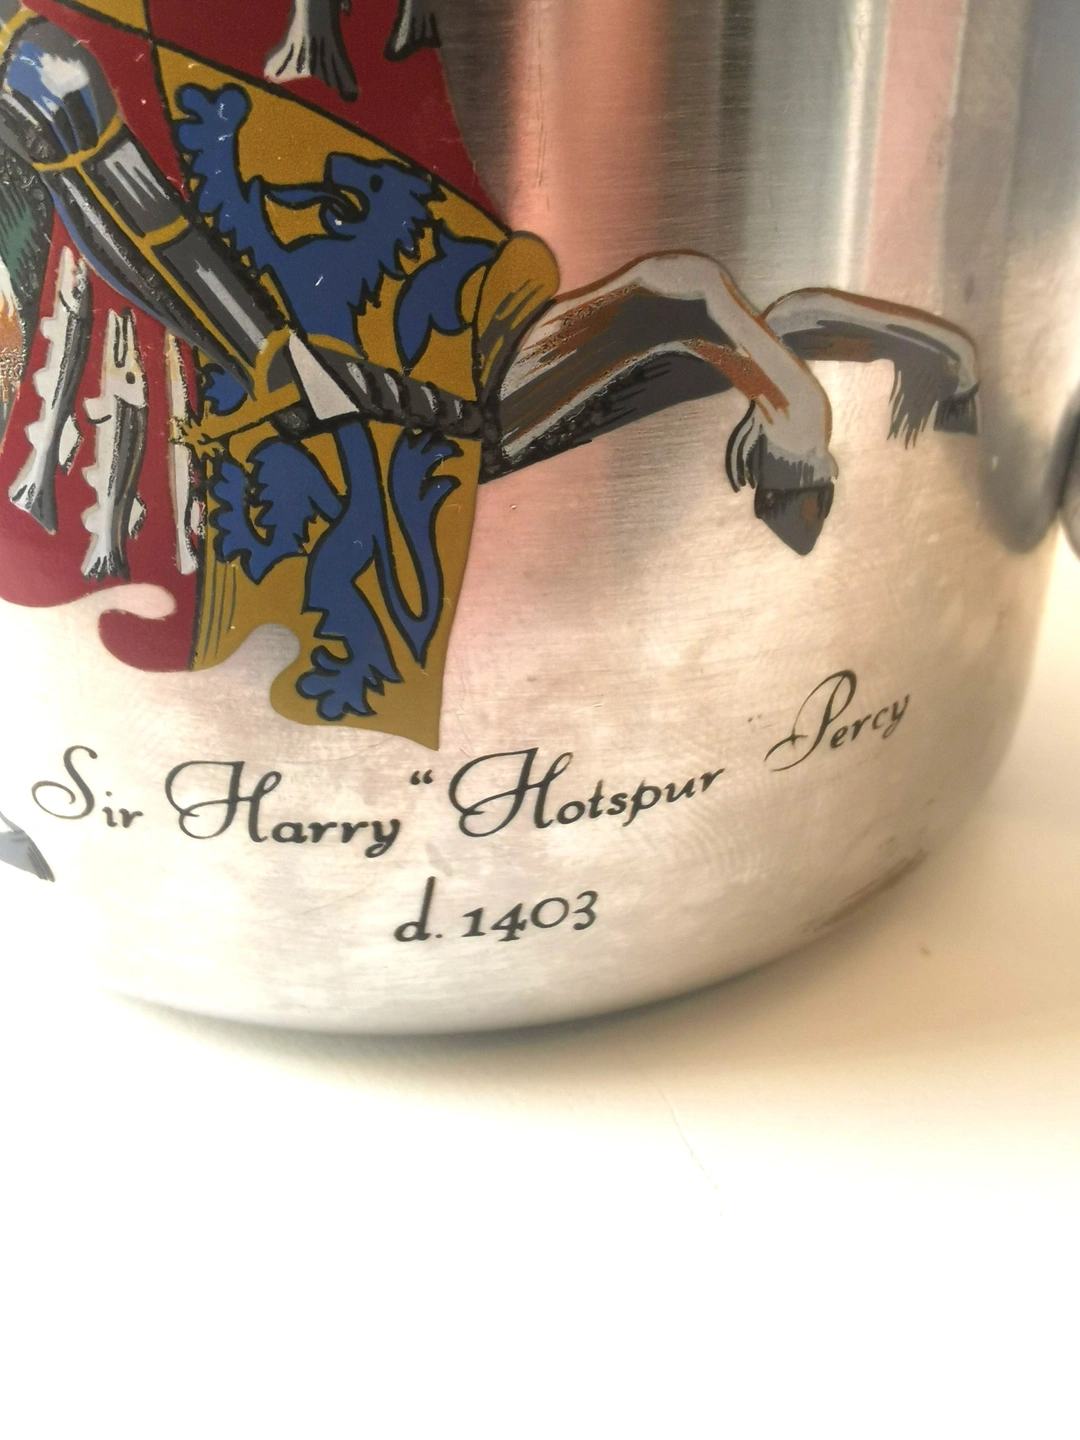 Sir Harry “Hotspur” Percy
d. 1403